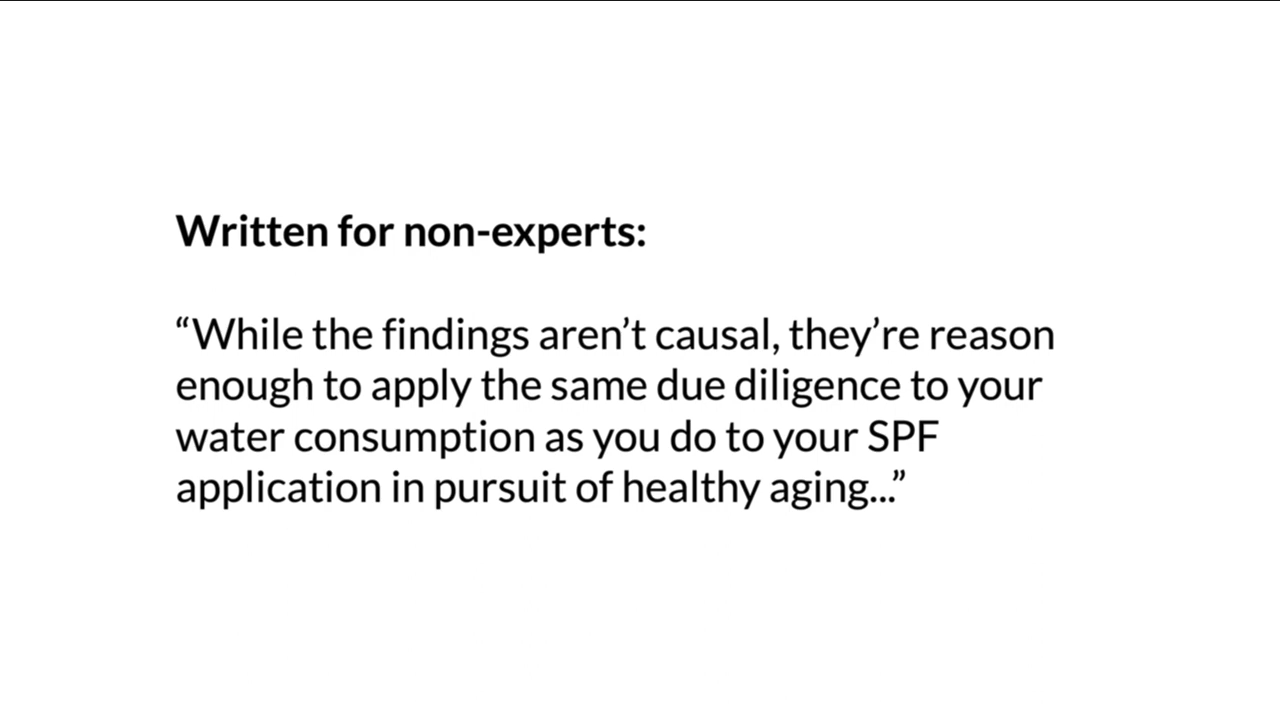 Written for non-experts:
“While the findings aren’t causal, they’re reason
enough to apply the same due diligence to your
water consumption as you do to your SPF
application in pursuit of healthy aging...”